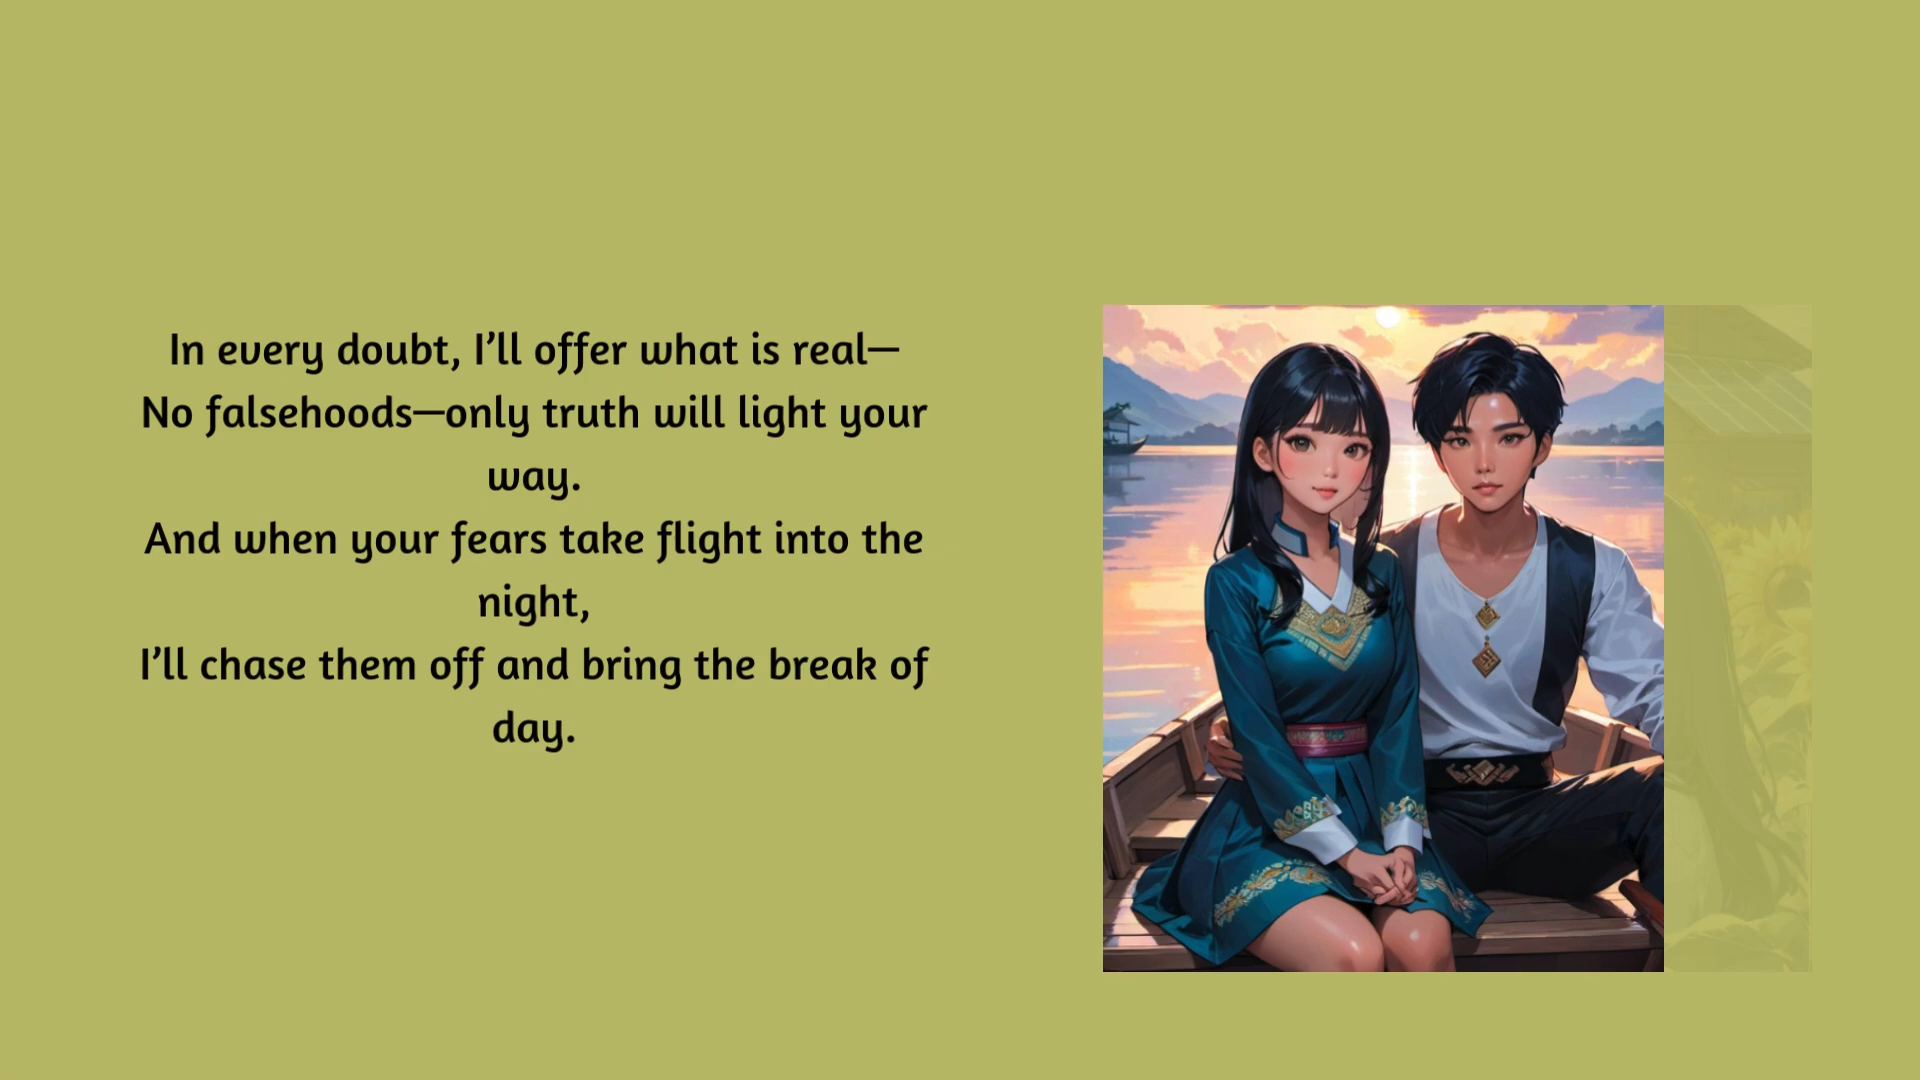 In every doubt, I’ll offer what is real—
No falsehoods—only truth will light your
way.
And when your fears take flight into the
night,
I’ll chase them off and bring the break of
day.